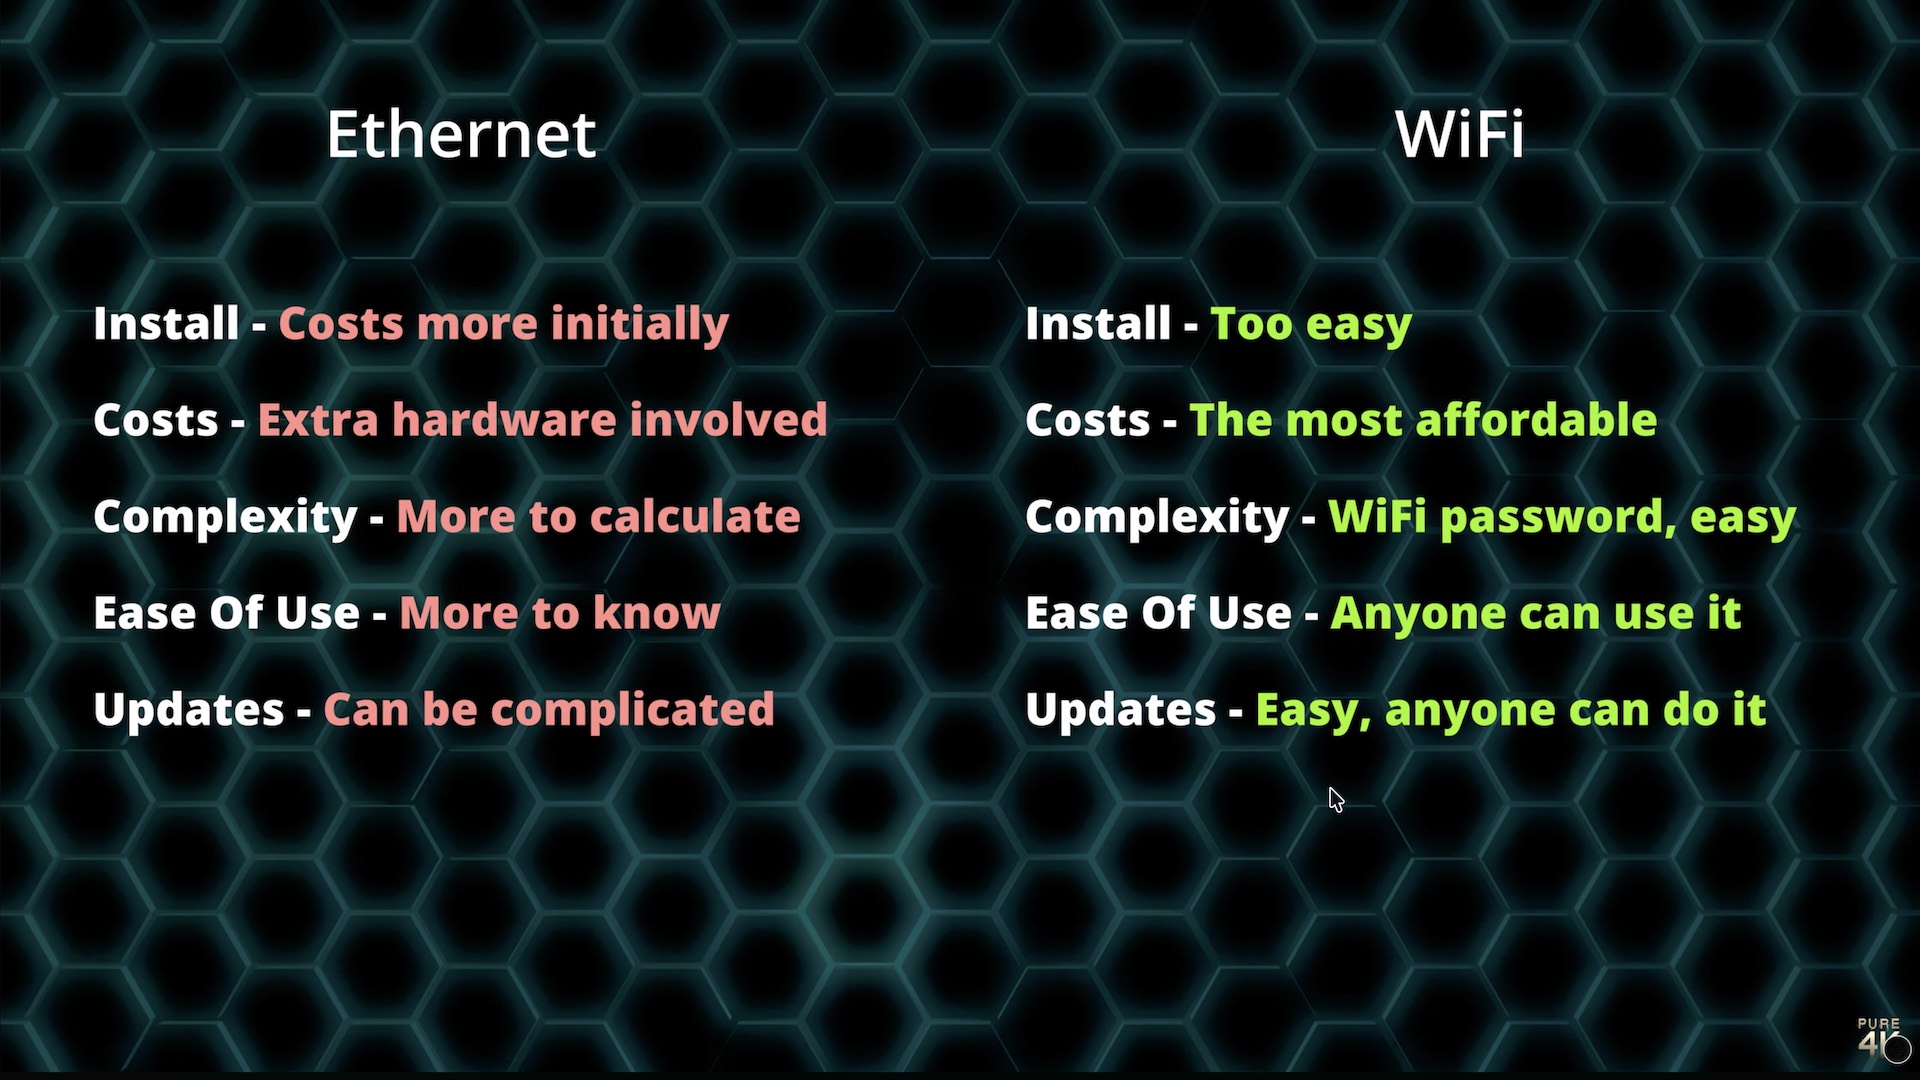 Ethernet
WiFi
Install - Costs more initially
Costs - Extra hardware involved
Complexity - More to calculate
Ease Of Use - More to know
Updates - Can be complicated
Install - Too easy
Costs - The most affordable
Complexity - WiFi password, easy
Ease Of Use - Anyone can use it
Updates - Easy, anyone can do it
PURE
4K